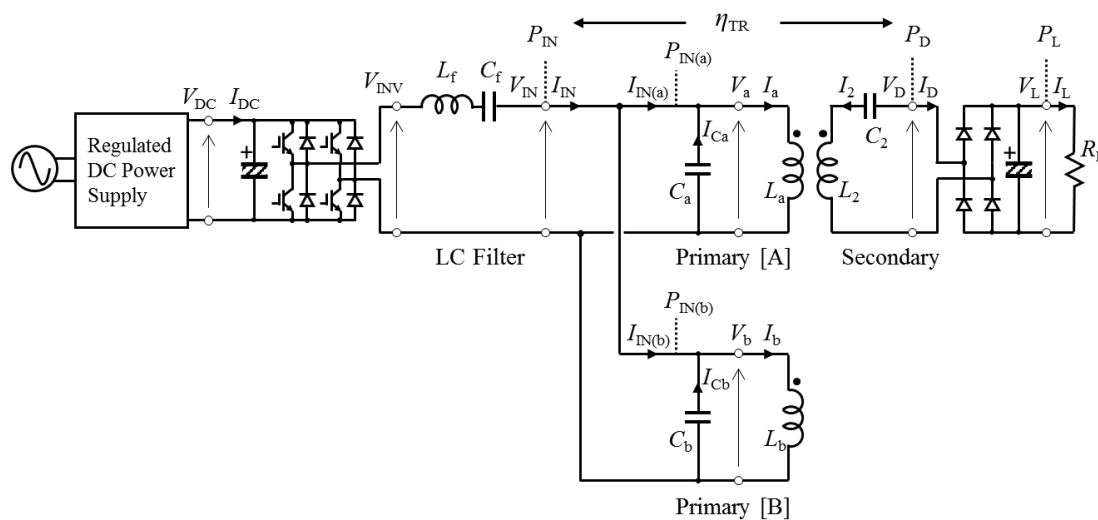 η_TR
P_IN
P_D
P_L
P_IN(a)
L_f
C_f
V_INV
V_IN
I_IN
I_IN(a)
V_a
I_a
I_2
V_D
I_D
V_L
I_L
V_DC
I_DC
Regulated
DC Power
Supply
+
I_Ca
C_2
+
C_a
L_a
L_2
LC Filter
Primary [A]
Secondary
P_IN(b)
I_IN(b)
V_b
I_b
I_Cb
C_b
L_b
Primary [B]